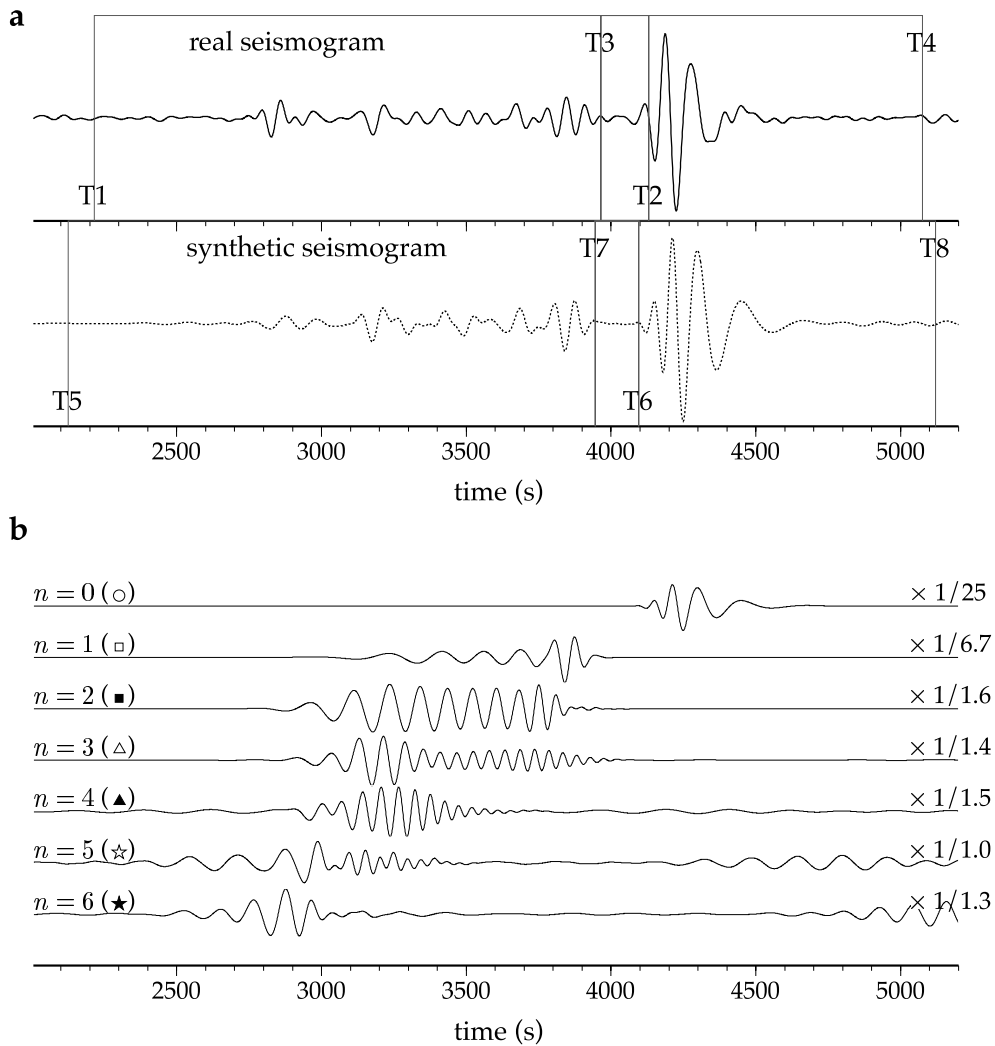 a
real seismogram
T3
T4
T1
T2
synthetic seismogram
T7
T8
T5
T6
2500 3000 3500 4000 4500 5000
time (s)
b
n = 0 (○) × 1/25
n = 1 (□) × 1/6.7
n = 2 (■) × 1/1.6
n = 3 (△) × 1/1.4
n = 4 (▲) × 1/1.5
n = 5 (☆) × 1/1.0
n = 6 (★) × 1/1.3
2500 3000 3500 4000 4500 5000
time (s)